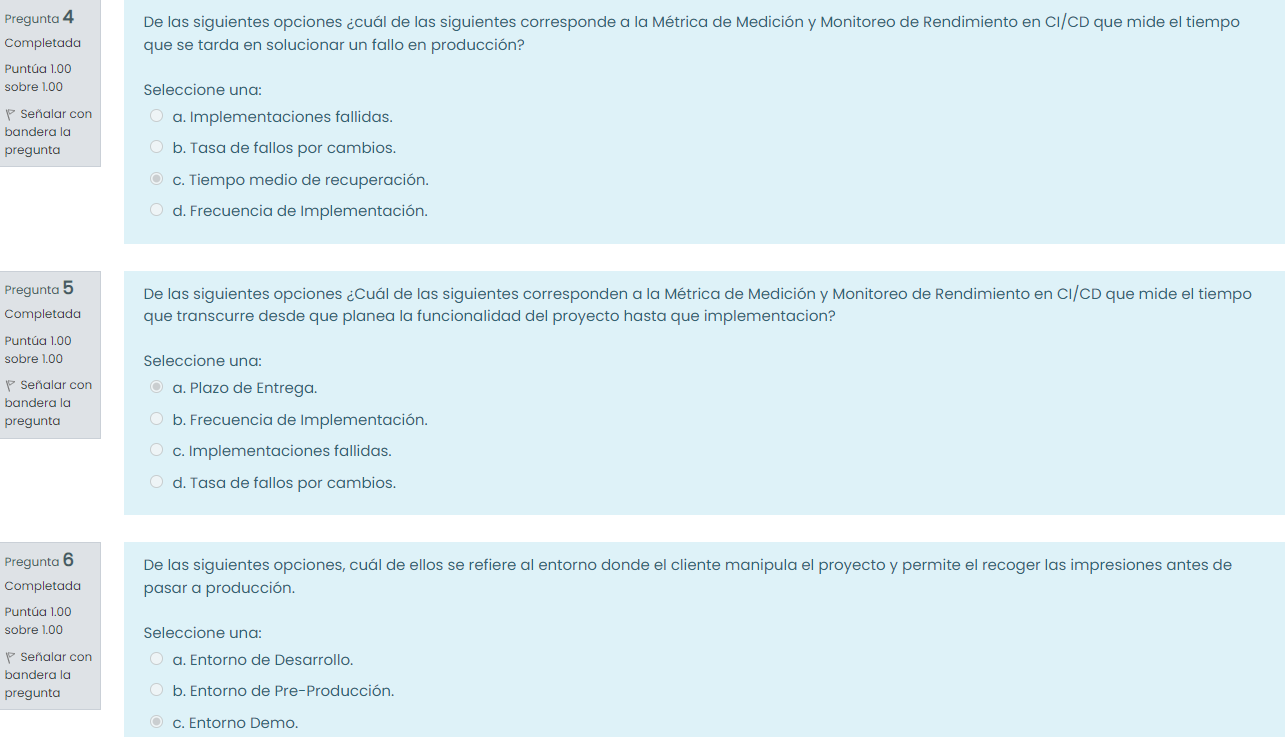 Pregunta 4
Completada
Puntúa 1.00
sobre 1.00
Señalar con
bandera la
pregunta
De las siguientes opciones ¿cuál de las siguientes corresponde a la Métrica de Medición y Monitoreo de Rendimiento en CI/CD que mide el tiempo
que se tarda en solucionar un fallo en producción?
Seleccione una:
a. Implementaciones fallidas.
b. Tasa de fallos por cambios.
c. Tiempo medio de recuperación.
d. Frecuencia de Implementación.
Pregunta 5
Completada
Puntúa 1.00
sobre 1.00
Señalar con
bandera la
pregunta
De las siguientes opciones ¿Cuál de las siguientes corresponden a la Métrica de Medición y Monitoreo de Rendimiento en CI/CD que mide el tiempo
que transcurre desde que planea la funcionalidad del proyecto hasta que implementacion?
Seleccione una:
a. Plazo de Entrega.
b. Frecuencia de Implementación.
c. Implementaciones fallidas.
d. Tasa de fallos por cambios.
Pregunta 6
Completada
Puntúa 1.00
sobre 1.00
Señalar con
bandera la
pregunta
De las siguientes opciones, cuál de ellos se refiere al entorno donde el cliente manipula el proyecto y permite el recoger las impresiones antes de
pasar a producción.
Seleccione una:
a. Entorno de Desarrollo.
b. Entorno de Pre-Producción.
c. Entorno Demo.